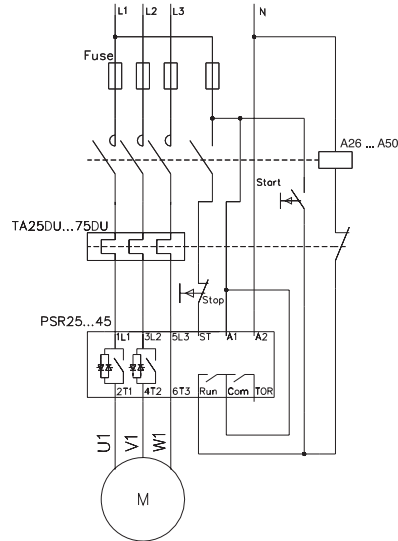 L1 L2 L3 N
Fuse
A26 ... A50
Start
TA25DU...75DU
Stop
PSR25...45
1L1 3L2 5L3 ST A1 A2
2T1 4T2 6T3 Run Com TOR
U1 V1 W1
M